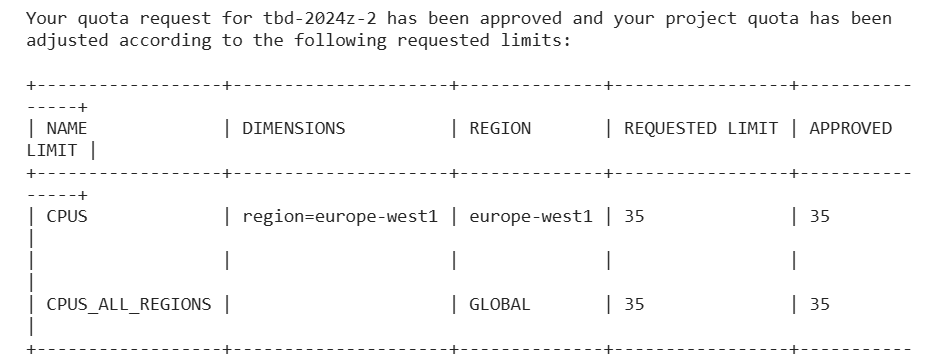 Your quota request for tbd-2024z-2 has been approved and your project quota has been
adjusted according to the following requested limits:

+------------------+---------------------+--------------+-----------------+-----------
-----+
| NAME             | DIMENSIONS          | REGION       | REQUESTED LIMIT | APPROVED
LIMIT |
+------------------+---------------------+--------------+-----------------+-----------
-----+
| CPUS             | region=europe-west1 | europe-west1 | 35              | 35
|
|                  |                     |              |                 |
|
| CPUS_ALL_REGIONS |                     | GLOBAL       | 35              | 35
|
+------------------+---------------------+--------------+-----------------+-----------